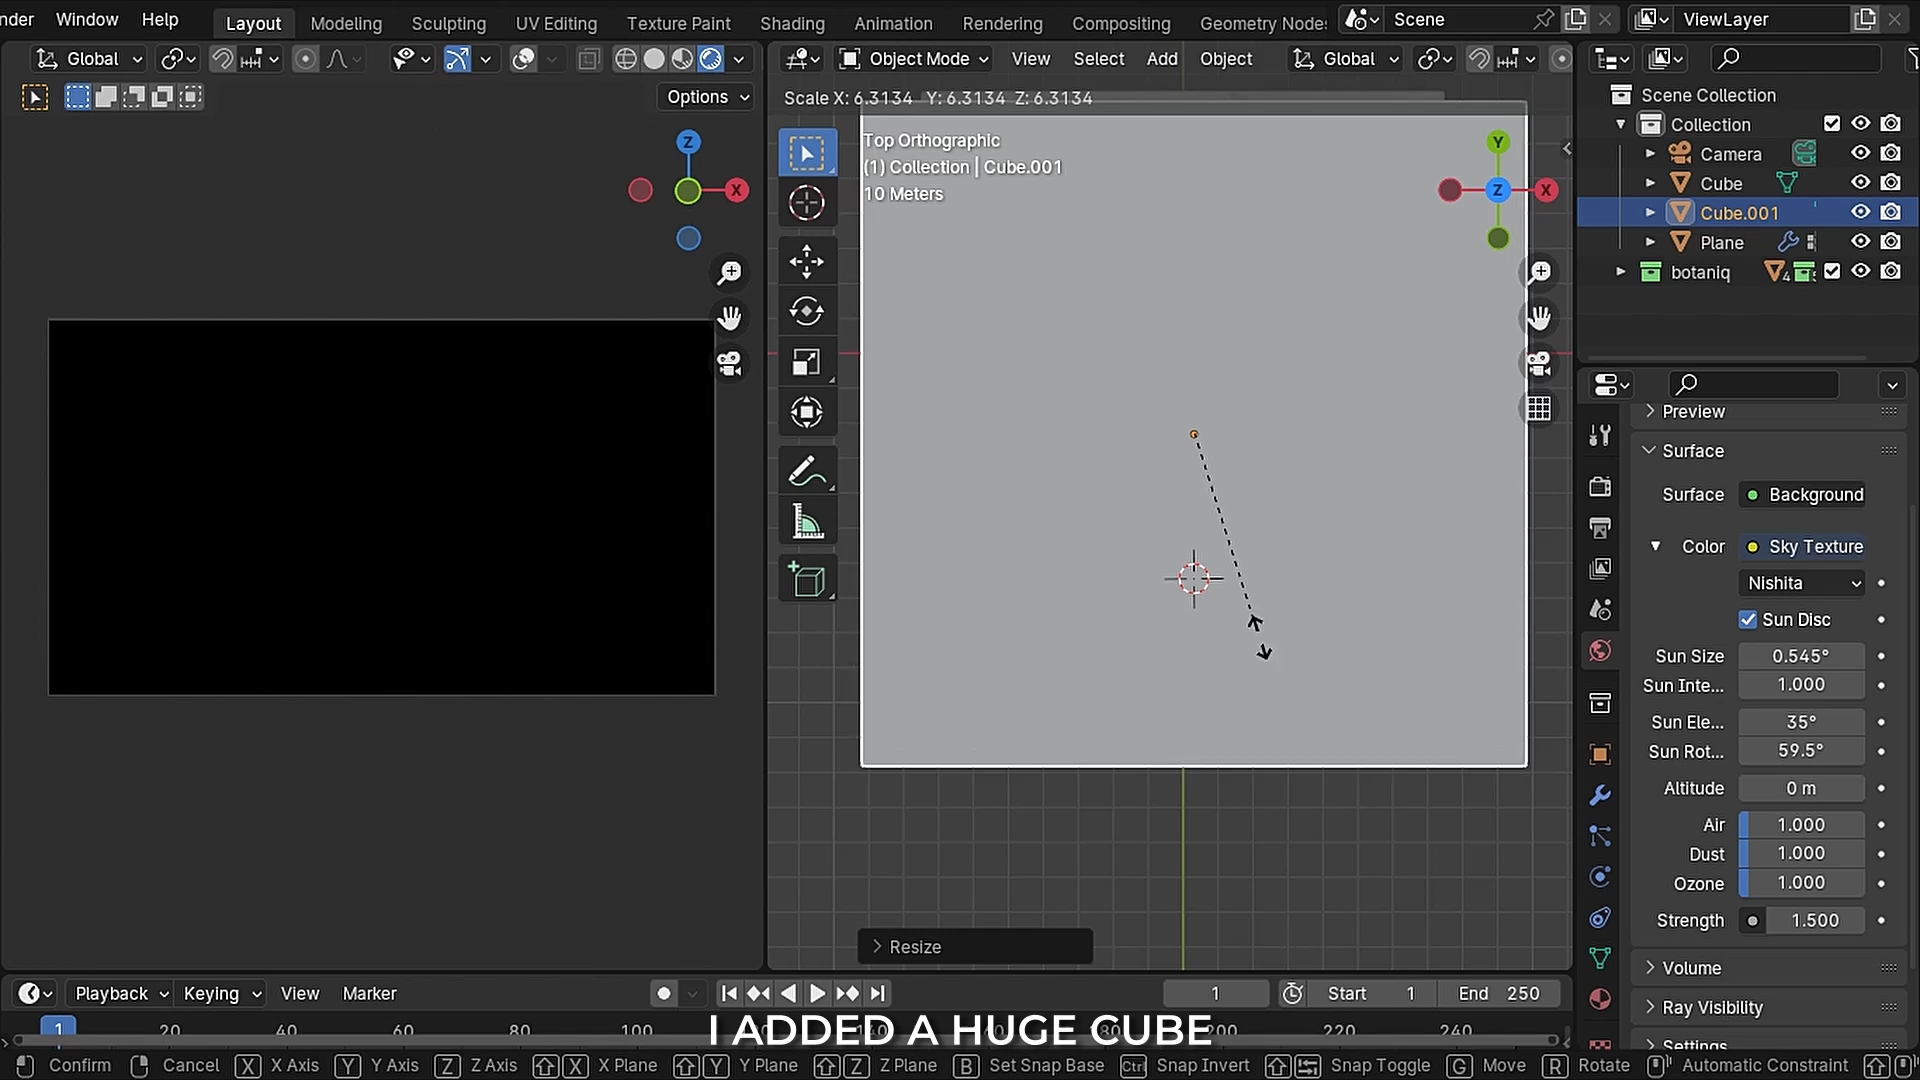 nder Window Help
Layout Modeling Sculpting UV Editing Texture Paint Shading Animation Rendering Compositing Geometry Nodes
Scene
ViewLayer
Global
Object Mode View Select Add Object
Global
Options
Scale X: 6.3134 Y: 6.3134 Z: 6.3134
Top Orthographic
(1) Collection | Cube.001
10 Meters
Z
X
Y
Z
X
Scene Collection
Collection
Camera
Cube
Cube.001
Plane
botaniq
4
Preview
Surface
Surface Background
Color Sky Texture
Nishita
Sun Disc
Sun Size 0.545°
Sun Inte... 1.000
Sun Ele... 35°
Sun Rot... 59.5°
Altitude 0 m
Air 1.000
Dust 1.000
Ozone 1.000
Strength 1.500
Volume
Ray Visibility
Settings
Resize
Playback Keying View Marker
1
Start 1
End 250
1 20 40 60 80 100 180 220 240
I ADDED A HUGE CUBE
Confirm Cancel X X Axis Y Y Axis Z Z Axis X X Plane Y Y Plane Z Z Plane B Set Snap Base Ctrl Snap Invert Snap Toggle G Move R Rotate Automatic Constraint